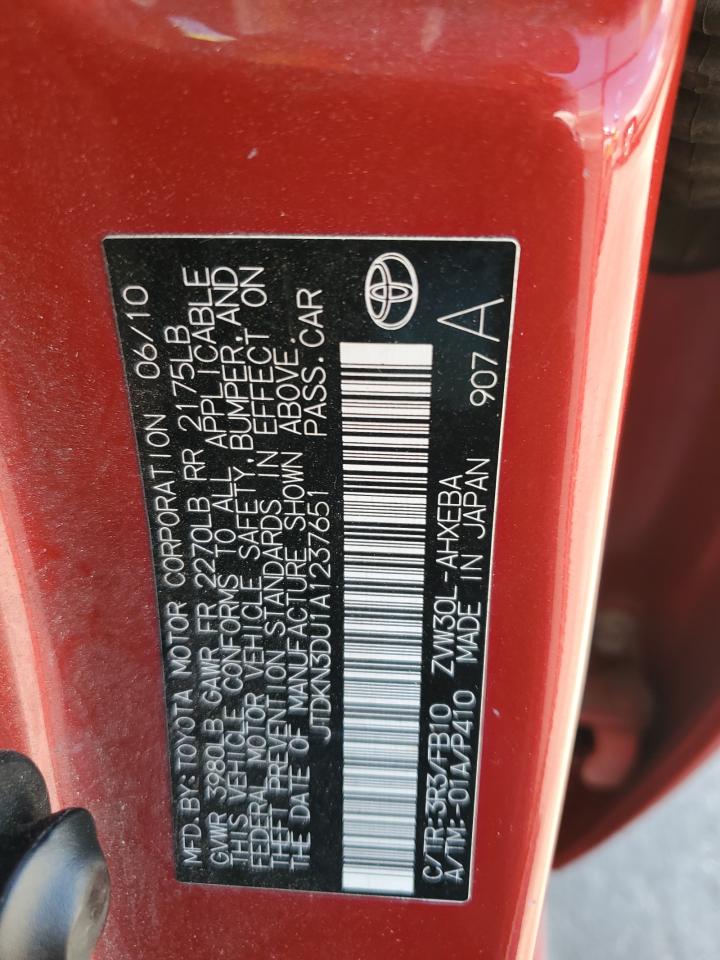 MFD. BY: TOYOTA MOTOR CORPORATION 06/10
GVWR 3980LB GAWR FR 2270LB RR 2175LB
THIS VEHICLE CONFORMS TO ALL APPLICABLE
FEDERAL MOTOR VEHICLE SAFETY, BUMPER, AND
THEFT PREVENTION STANDARDS IN EFFECT ON
THE DATE OF MANUFACTURE SHOWN ABOVE.
JTDKN3DU1A1237651 PASS. CAR
C/TR:3R3/FB10 ZVW30L-AHXEBA
A/TM:-01A/P410 MADE IN JAPAN
907 A